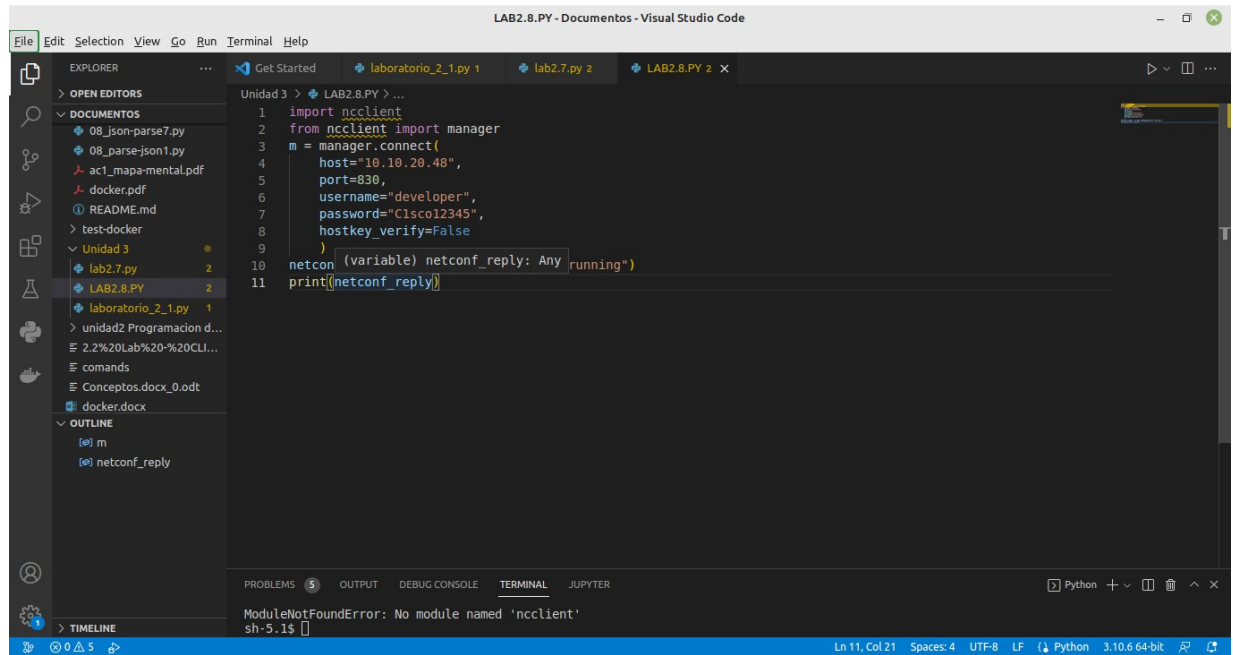 LAB2.8.PY - Documentos - Visual Studio Code
File Edit Selection View Go Run Terminal Help
EXPLORER ...
> OPEN EDITORS
DOCUMENTOS
08_json-parse7.py
08_parse-json1.py
ac1_mapa-mental.pdf
docker.pdf
README.md
> test-docker
Unidad 3
lab2.7.py 2
LAB2.8.PY 2
laboratorio_2_1.py 1
> unidad2 Programacion d...
2.2%20Lab%20-%20CLI...
comands
Conceptos.docx_0.odt
docker.docx
OUTLINE
m
netconf_reply
> TIMELINE
Get Started laboratorio_2_1.py 1 lab2.7.py 2 LAB2.8.PY 2
Unidad 3 > LAB2.8.PY > ...
1 import ncclient
2 from ncclient import manager
3 m = manager.connect(
4 host="10.10.20.48",
5 port=830,
6 username="developer",
7 password="C1sco12345",
8 hostkey_verify=False
9 )
(variable) netconf_reply: Any
10 netcon running")
11 print(netconf_reply)
PROBLEMS 5 OUTPUT DEBUG CONSOLE TERMINAL JUPYTER Python
ModuleNotFoundError: No module named 'ncclient'
sh-5.1$
1
0 5 Ln 11, Col 21 Spaces: 4 UTF-8 LF Python 3.10.6 64-bit